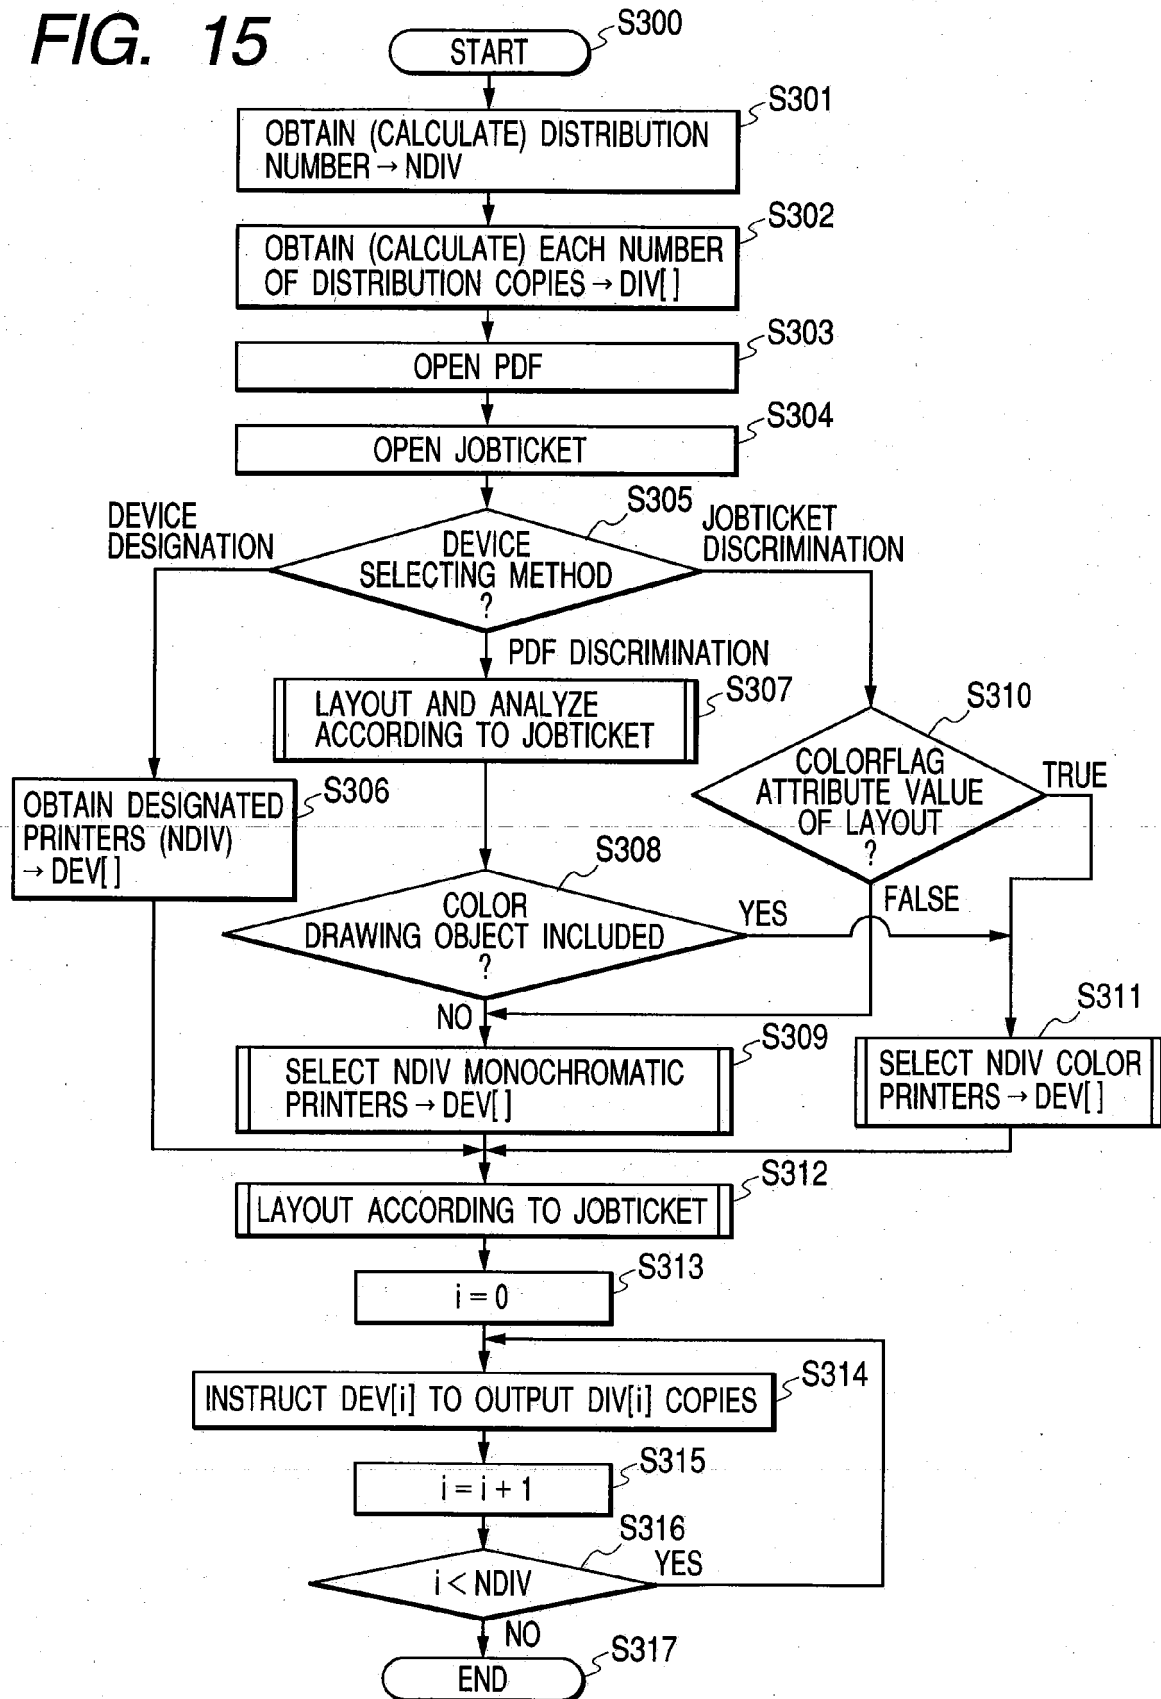 FIG. 15
S300
START
S301
OBTAIN (CALCULATE) DISTRIBUTION
NUMBER → NDIV
S302
OBTAIN (CALCULATE) EACH NUMBER
OF DISTRIBUTION COPIES → DIV[ ]
S303
OPEN PDF
S304
OPEN JOBTICKET
S305
DEVICE
SELECTING METHOD
?
DEVICE
DESIGNATION
JOBTICKET
DISCRIMINATION
PDF DISCRIMINATION
S307
LAYOUT AND ANALYZE
ACCORDING TO JOBTICKET
S310
COLORFLAG
ATTRIBUTE VALUE
OF LAYOUT
?
TRUE
FALSE
S306
OBTAIN DESIGNATED
PRINTERS (NDIV)
→ DEV[ ]
S308
COLOR
DRAWING OBJECT INCLUDED
?
YES
NO
S309
SELECT NDIV MONOCHROMATIC
PRINTERS → DEV[ ]
S311
SELECT NDIV COLOR
PRINTERS → DEV[ ]
S312
LAYOUT ACCORDING TO JOBTICKET
S313
i = 0
S314
INSTRUCT DEV[i] TO OUTPUT DIV[i] COPIES
S315
i = i + 1
S316
i < NDIV
YES
NO
S317
END